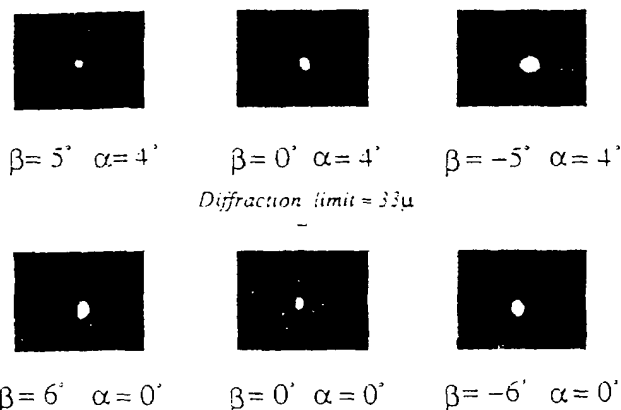 β= 5° α= 4° β= 0° α= 4° β= −5° α= 4°
Diffraction limit = 33µ
β= 6° α= 0° β= 0° α= 0° β= −6° α= 0°